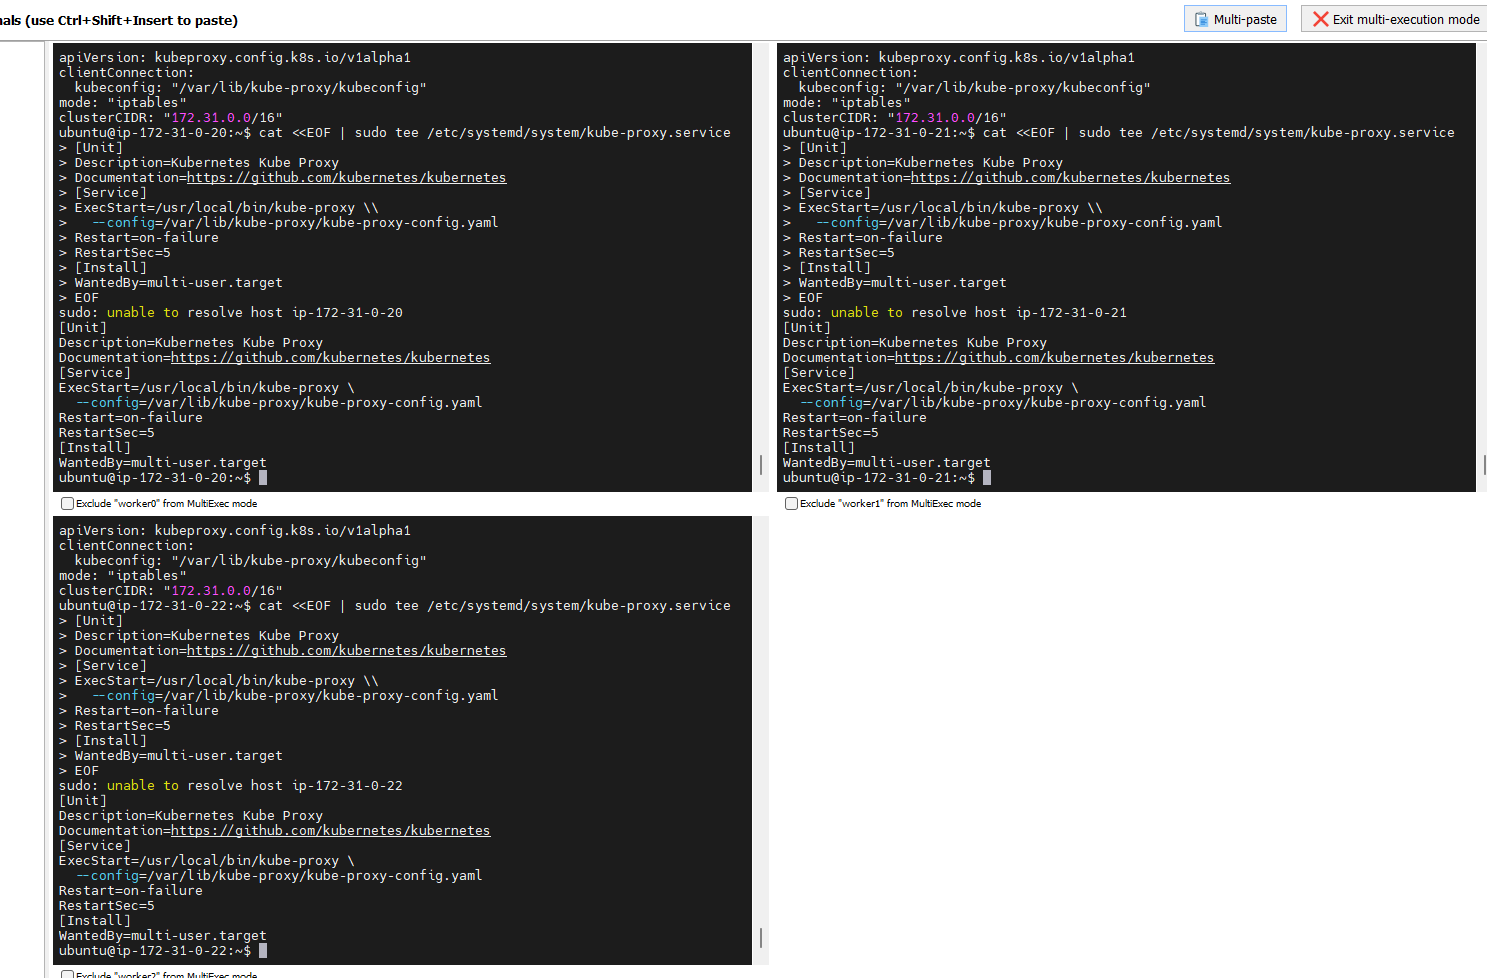 nals (use Ctrl+Shift+Insert to paste)
Multi-paste
Exit multi-execution mode
apiVersion: kubeproxy.config.k8s.io/v1alpha1
clientConnection:
  kubeconfig: "/var/lib/kube-proxy/kubeconfig"
mode: "iptables"
clusterCIDR: "172.31.0.0/16"
ubuntu@ip-172-31-0-20:~$ cat <<EOF | sudo tee /etc/systemd/system/kube-proxy.service
> [Unit]
> Description=Kubernetes Kube Proxy
> Documentation=https://github.com/kubernetes/kubernetes
> [Service]
> ExecStart=/usr/local/bin/kube-proxy \\
>   --config=/var/lib/kube-proxy/kube-proxy-config.yaml
> Restart=on-failure
> RestartSec=5
> [Install]
> WantedBy=multi-user.target
> EOF
sudo: unable to resolve host ip-172-31-0-20
[Unit]
Description=Kubernetes Kube Proxy
Documentation=https://github.com/kubernetes/kubernetes
[Service]
ExecStart=/usr/local/bin/kube-proxy \
  --config=/var/lib/kube-proxy/kube-proxy-config.yaml
Restart=on-failure
RestartSec=5
[Install]
WantedBy=multi-user.target
ubuntu@ip-172-31-0-20:~$
Exclude "worker0" from MultiExec mode
apiVersion: kubeproxy.config.k8s.io/v1alpha1
clientConnection:
  kubeconfig: "/var/lib/kube-proxy/kubeconfig"
mode: "iptables"
clusterCIDR: "172.31.0.0/16"
ubuntu@ip-172-31-0-21:~$ cat <<EOF | sudo tee /etc/systemd/system/kube-proxy.service
> [Unit]
> Description=Kubernetes Kube Proxy
> Documentation=https://github.com/kubernetes/kubernetes
> [Service]
> ExecStart=/usr/local/bin/kube-proxy \\
>   --config=/var/lib/kube-proxy/kube-proxy-config.yaml
> Restart=on-failure
> RestartSec=5
> [Install]
> WantedBy=multi-user.target
> EOF
sudo: unable to resolve host ip-172-31-0-21
[Unit]
Description=Kubernetes Kube Proxy
Documentation=https://github.com/kubernetes/kubernetes
[Service]
ExecStart=/usr/local/bin/kube-proxy \
  --config=/var/lib/kube-proxy/kube-proxy-config.yaml
Restart=on-failure
RestartSec=5
[Install]
WantedBy=multi-user.target
ubuntu@ip-172-31-0-21:~$
Exclude "worker1" from MultiExec mode
apiVersion: kubeproxy.config.k8s.io/v1alpha1
clientConnection:
  kubeconfig: "/var/lib/kube-proxy/kubeconfig"
mode: "iptables"
clusterCIDR: "172.31.0.0/16"
ubuntu@ip-172-31-0-22:~$ cat <<EOF | sudo tee /etc/systemd/system/kube-proxy.service
> [Unit]
> Description=Kubernetes Kube Proxy
> Documentation=https://github.com/kubernetes/kubernetes
> [Service]
> ExecStart=/usr/local/bin/kube-proxy \\
>   --config=/var/lib/kube-proxy/kube-proxy-config.yaml
> Restart=on-failure
> RestartSec=5
> [Install]
> WantedBy=multi-user.target
> EOF
sudo: unable to resolve host ip-172-31-0-22
[Unit]
Description=Kubernetes Kube Proxy
Documentation=https://github.com/kubernetes/kubernetes
[Service]
ExecStart=/usr/local/bin/kube-proxy \
  --config=/var/lib/kube-proxy/kube-proxy-config.yaml
Restart=on-failure
RestartSec=5
[Install]
WantedBy=multi-user.target
ubuntu@ip-172-31-0-22:~$
Exclude "worker2" from MultiExec mode